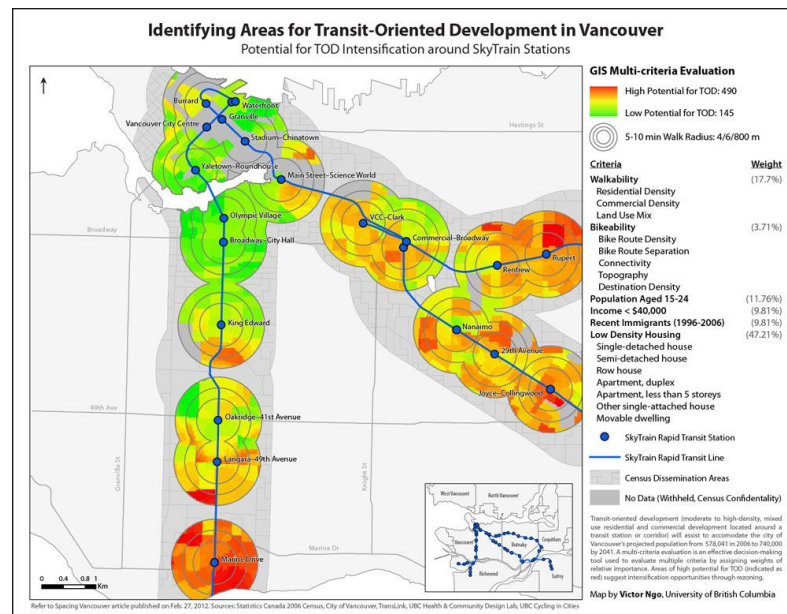 Identifying Areas for Transit-Oriented Development in Vancouver
Potential for TOD Intensification around SkyTrain Stations
Burrard
Waterfront
Granville
Vancouver City Centre
Stadium–Chinatown
Hastings St
Yaletown–Roundhouse
Main Street–Science World
Olympic Village
VCC–Clark
Broadway
Broadway–City Hall
Commercial–Broadway
Renfrew
Rupert
King Edward
Nanaimo
29th Avenue
Joyce–Collingwood
49th Ave
Oakridge–41st Avenue
Langara–49th Avenue
Granville St
Knight St
Marine Dr
Marine Drive
0 0.5 1
Km
West Vancouver
North Vancouver
Vancouver
Burnaby
Coquitlam
Richmond
Surrey
GIS Multi-criteria Evaluation
High Potential for TOD: 490
Low Potential for TOD: 145
5-10 min Walk Radius: 4/6/800 m
Criteria Weight
Walkability (17.7%)
Residential Density
Commercial Density
Land Use Mix
Bikeability (3.71%)
Bike Route Density
Bike Route Separation
Connectivity
Topography
Destination Density
Population Aged 15-24 (11.76%)
Income < $40,000 (9.81%)
Recent Immigrants (1996-2006) (9.81%)
Low Density Housing (47.21%)
Single-detached house
Semi-detached house
Row house
Apartment, duplex
Apartment, less than 5 storeys
Other single-attached house
Movable dwelling
SkyTrain Rapid Transit Station
SkyTrain Rapid Transit Line
Census Dissemination Areas
No Data (Withheld, Census Confidentiality)
Transit-oriented development (moderate to high-density, mixed
use residential and commercial development located around a
transit station or corridor) will assist to accomodate the city of
Vancouver's projected population from 578,041 in 2006 to 740,000
by 2041. A multi-criteria evaluation is an effective decision-making
tool used to evaluate multiple criteria by assigning weights of
relative importance. Areas of high potential for TOD (indicated as
red) suggest intensification opportunities through rezoning.
Map by Victor Ngo, University of British Columbia
Refer to Spacing Vancouver article published on Feb. 27, 2012. Sources: Statistics Canada 2006 Census, City of Vancouver, TransLink, UBC Health & Community Design Lab, UBC Cycling in Cities